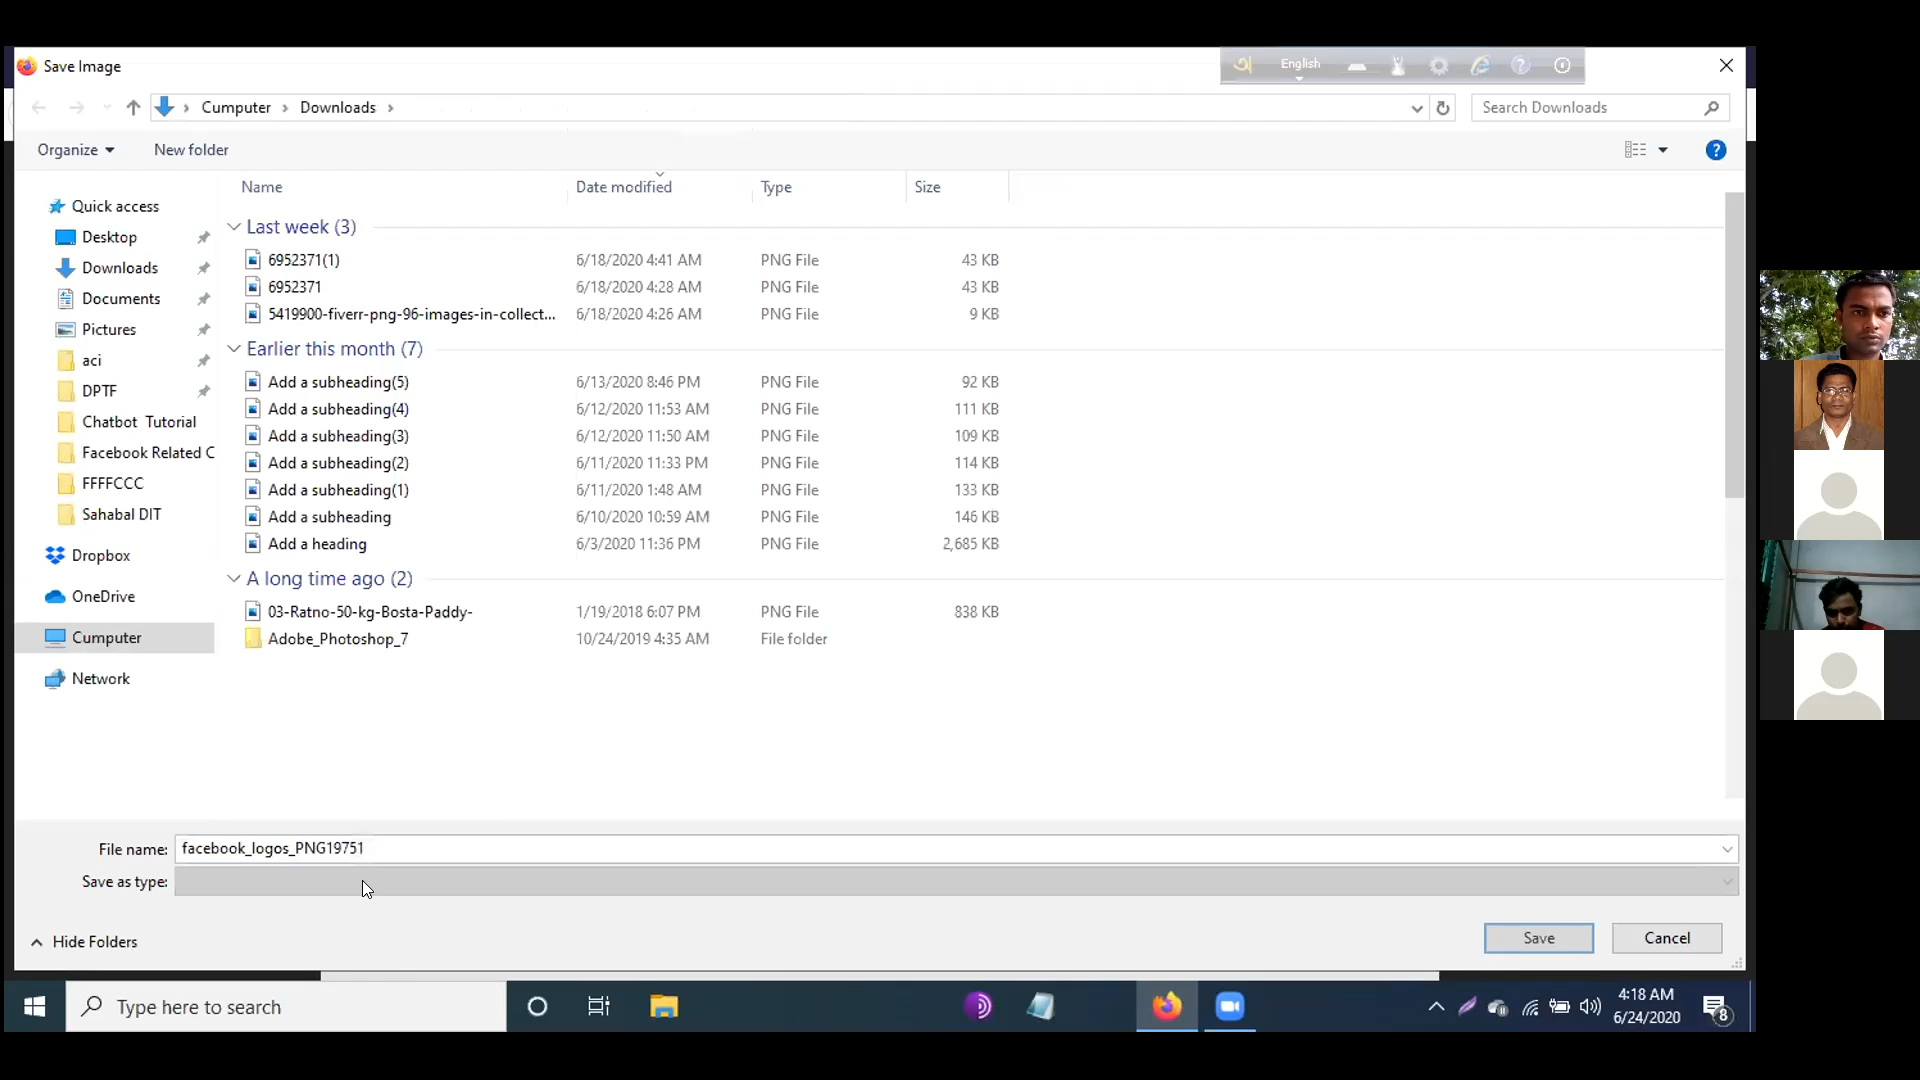 Save Image
English
Cumputer
Downloads
Search Downloads
Organize
New folder
Name
Date modified
Type
Size
Quick access
Desktop
Downloads
Documents
Pictures
aci
DPTF
Chatbot Tutorial
Facebook Related C
FFFFCCC
Sahabal DIT
Dropbox
OneDrive
Cumputer
Network
Last week (3)
6952371(1) 6/18/2020 4:41 AM PNG File 43 KB
6952371 6/18/2020 4:28 AM PNG File 43 KB
5419900-fiverr-png-96-images-in-collect... 6/18/2020 4:26 AM PNG File 9 KB
Earlier this month (7)
Add a subheading(5) 6/13/2020 8:46 PM PNG File 92 KB
Add a subheading(4) 6/12/2020 11:53 AM PNG File 111 KB
Add a subheading(3) 6/12/2020 11:50 AM PNG File 109 KB
Add a subheading(2) 6/11/2020 11:33 PM PNG File 114 KB
Add a subheading(1) 6/11/2020 1:48 AM PNG File 133 KB
Add a subheading 6/10/2020 10:59 AM PNG File 146 KB
Add a heading 6/3/2020 11:36 PM PNG File 2,685 KB
A long time ago (2)
03-Ratno-50-kg-Bosta-Paddy- 1/19/2018 6:07 PM PNG File 838 KB
Adobe_Photoshop_7 10/24/2019 4:35 AM File folder
File name: facebook_logos_PNG19751
Save as type:
Hide Folders
Save
Cancel
Type here to search
4:18 AM
6/24/2020
8